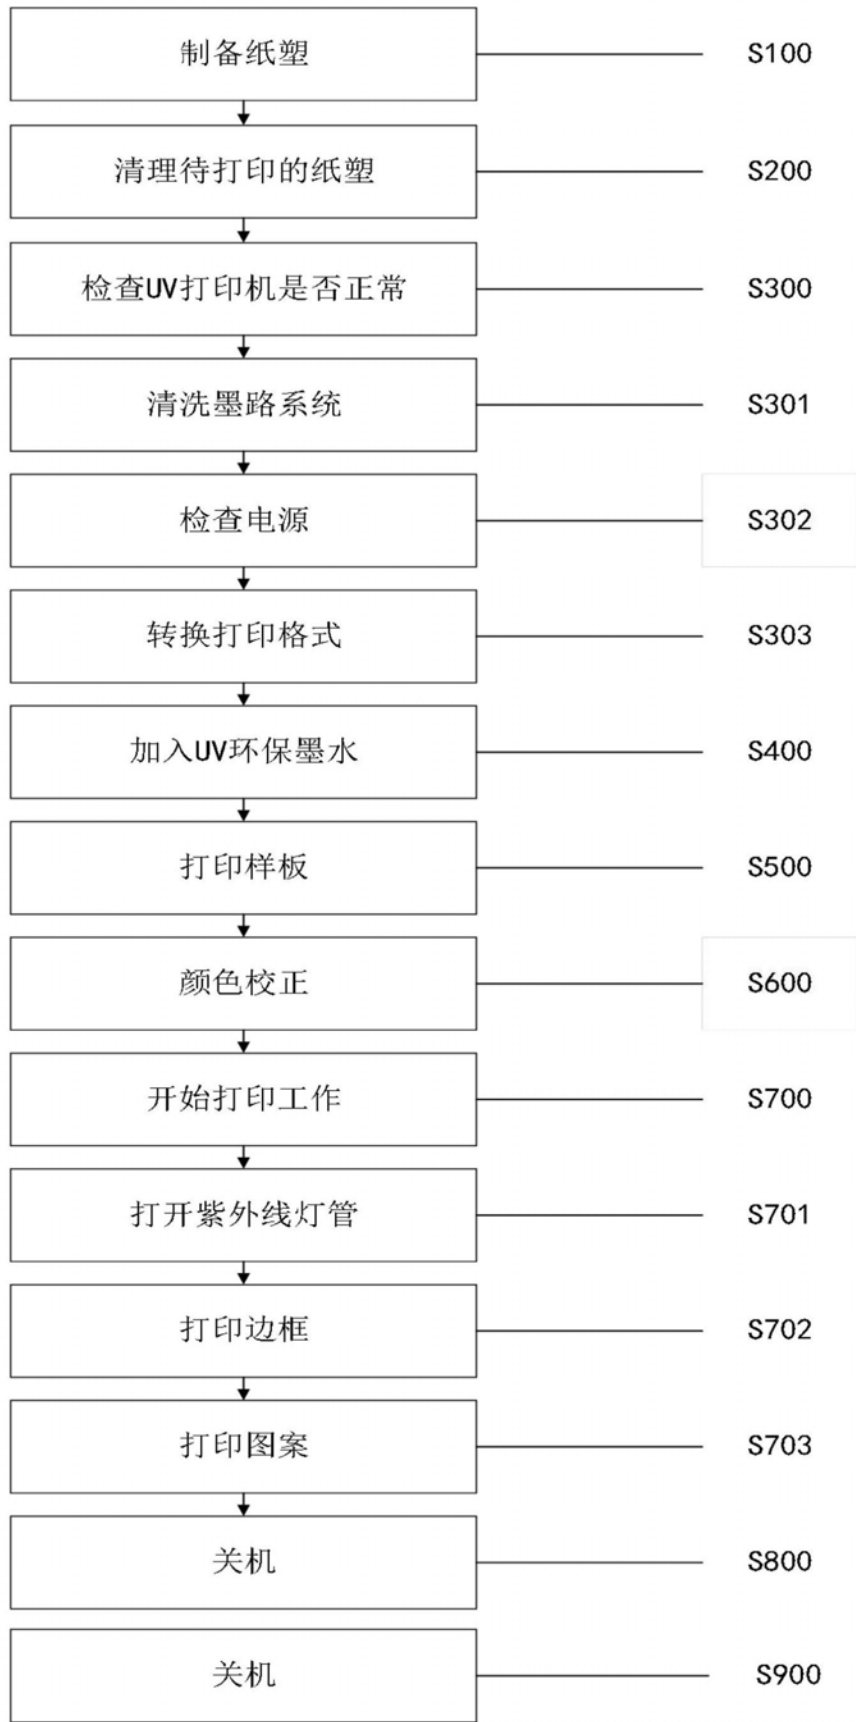 制备纸塑 S100
清理待打印的纸塑 S200
检查UV打印机是否正常 S300
清洗墨路系统 S301
检查电源 S302
转换打印格式 S303
加入UV环保墨水 S400
打印样板 S500
颜色校正 S600
开始打印工作 S700
打开紫外线灯管 S701
打印边框 S702
打印图案 S703
关机 S800
关机 S900